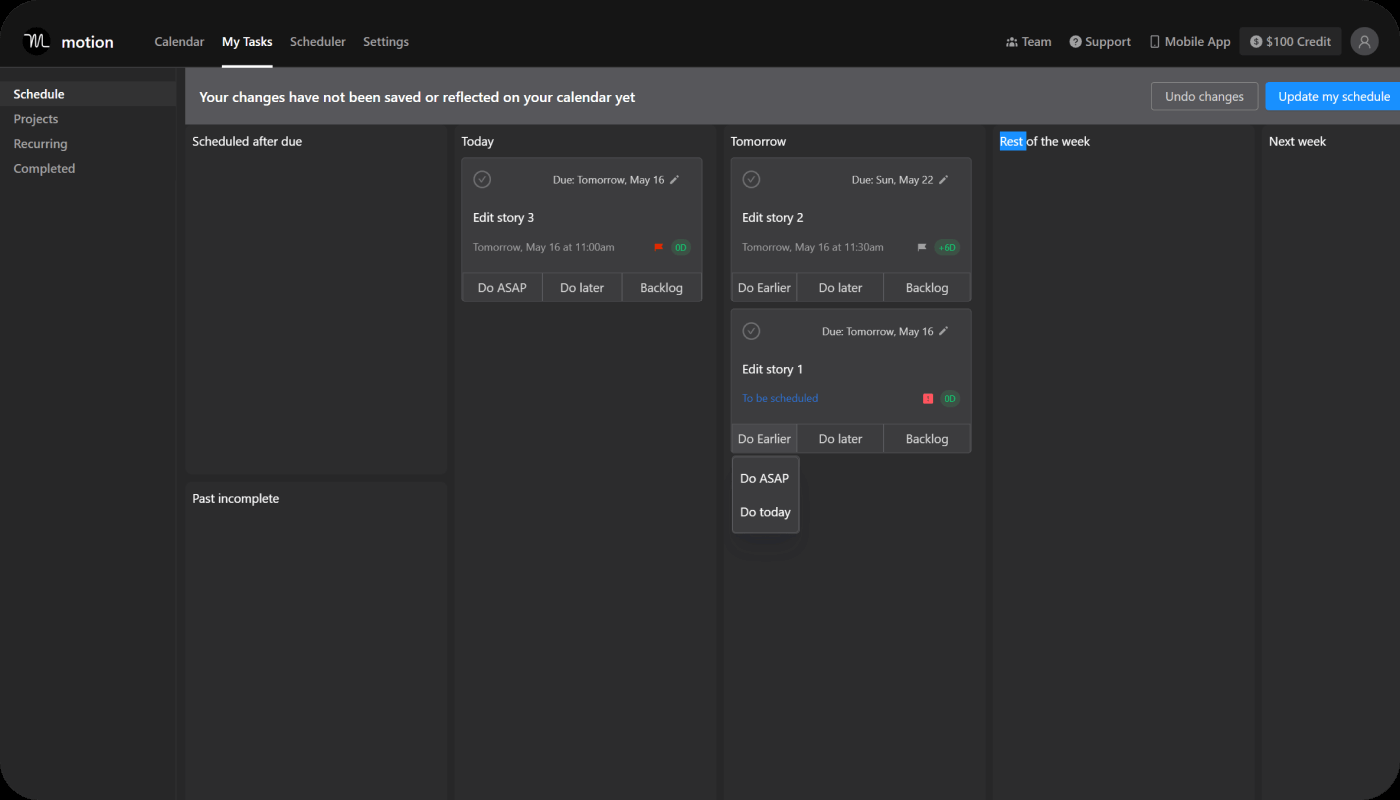 motion
Calendar
My Tasks
Scheduler
Settings
Team
Support
Mobile App
$100 Credit
Schedule
Projects
Recurring
Completed
Your changes have not been saved or reflected on your calendar yet
Undo changes
Update my schedule
Scheduled after due
Past incomplete
Today
Due: Tomorrow, May 16
Edit story 3
Tomorrow, May 16 at 11:00am
0D
Do ASAP
Do later
Backlog
Tomorrow
Due: Sun, May 22
Edit story 2
Tomorrow, May 16 at 11:30am
+6D
Do Earlier
Do later
Backlog
Due: Tomorrow, May 16
Edit story 1
To be scheduled
0D
Do Earlier
Do later
Backlog
Do ASAP
Do today
Rest of the week
Next week